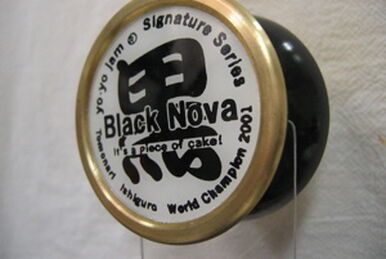 yo-yo jam © Signature Series
黒
Black Nova
it's a piece of cake!
Tomonari Ishiguro World Champion 2001